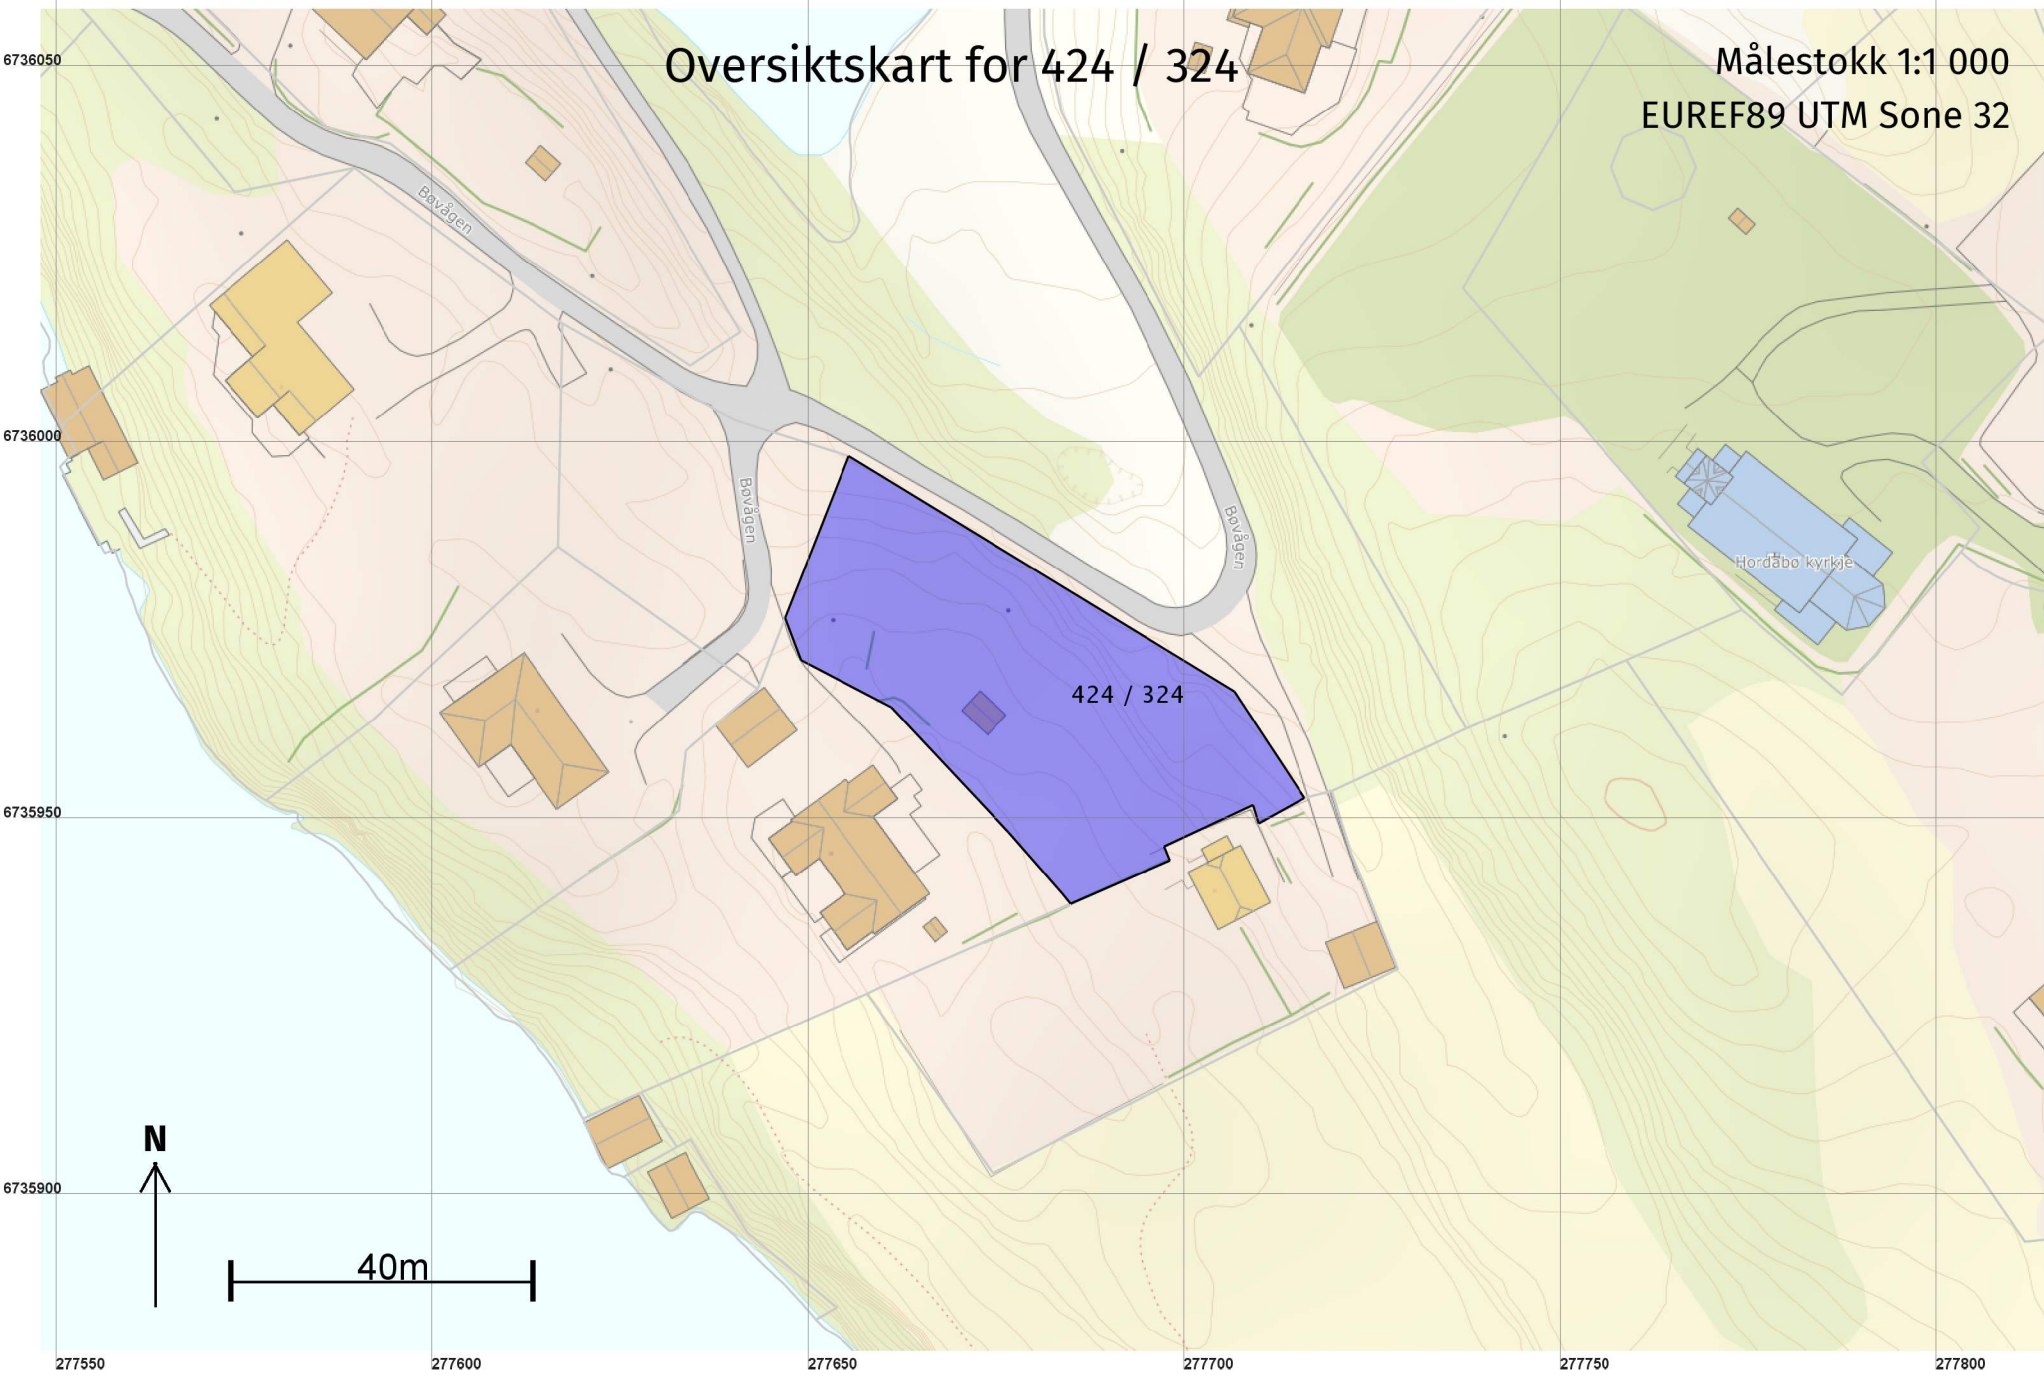 Oversiktskart for 424 / 324
Målestokk 1:1 000
EUREF89 UTM Sone 32
6736050
Bøvågen
6736000
Bøvågen
Bøvågen
Hordabø kyrkje
424 / 324
6735950
N
6735900
40m
277550
277600
277650
277700
277750
277800